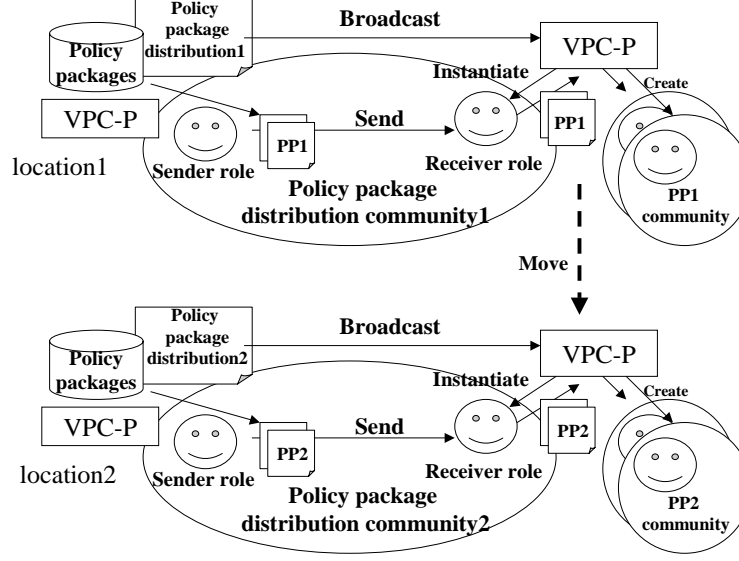 Policy
package
distribution1
Broadcast
Policy
packages
VPC-P
Instantiate
Create
VPC-P
PP1
Send
PP1
location1
Sender role
Receiver role
Policy package
distribution community1
PP1
community
Move
Policy
package
distribution2
Broadcast
Policy
packages
VPC-P
Instantiate
Create
VPC-P
PP2
Send
PP2
location2
Sender role
Receiver role
Policy package
distribution community2
PP2
community